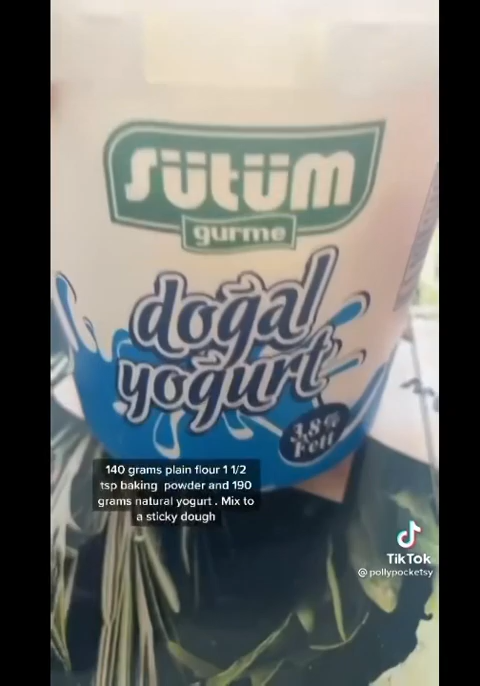 sütüm
gurme
doğal
yoğurt
3,8%
Fett
140 grams plain flour 1 1/2
tsp baking powder and 190
grams natural yogurt . Mix to
a sticky dough
TikTok
@pollypocketsy